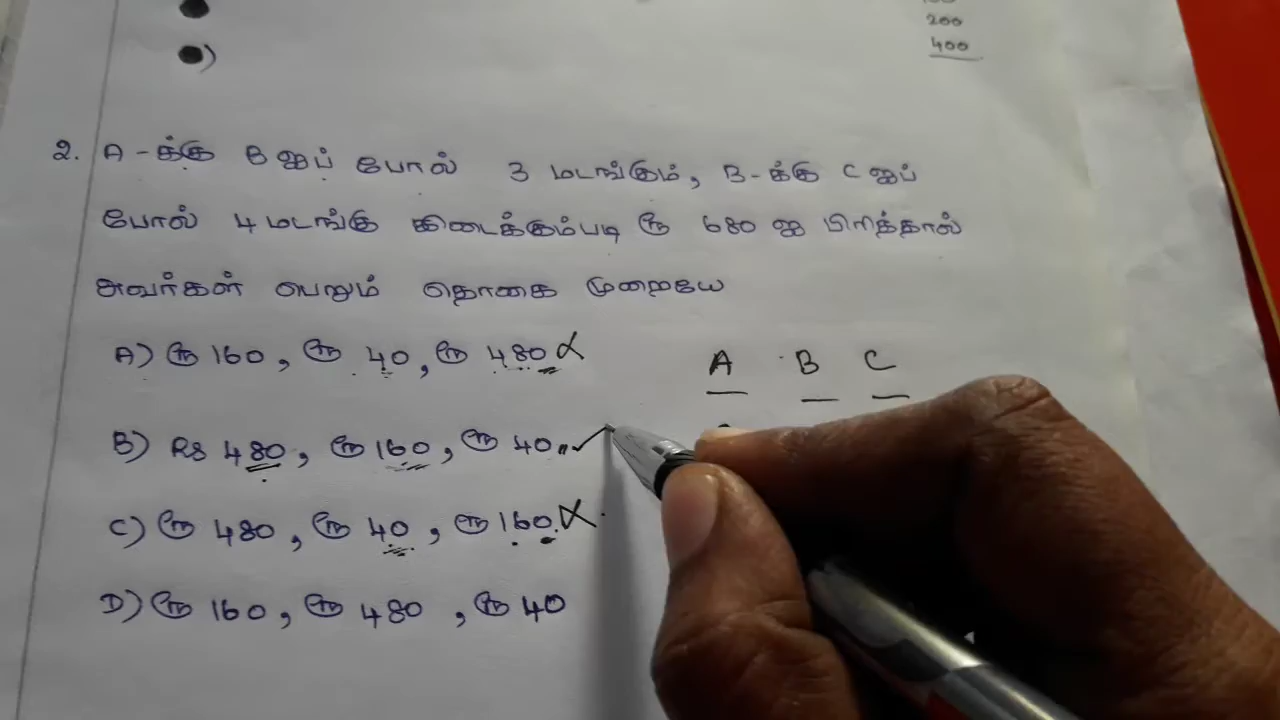 200
400
2. A-க்கு B ஐப் போல் 3 மடங்கும், B-க்கு C ஐப்
போல் 4 மடங்கு கிடைக்கும்படி ரூ 680 ஐ பிரித்தால்
அவர்கள் பெறும் தொகை முறையே
A) ரூ 160, ரூ 40, ரூ 480
A B C
B) Rs 480, ரூ 160, ரூ 40
C) ரூ 480, ரூ 40, ரூ 160
D) ரூ 160, ரூ 480, ரூ 40